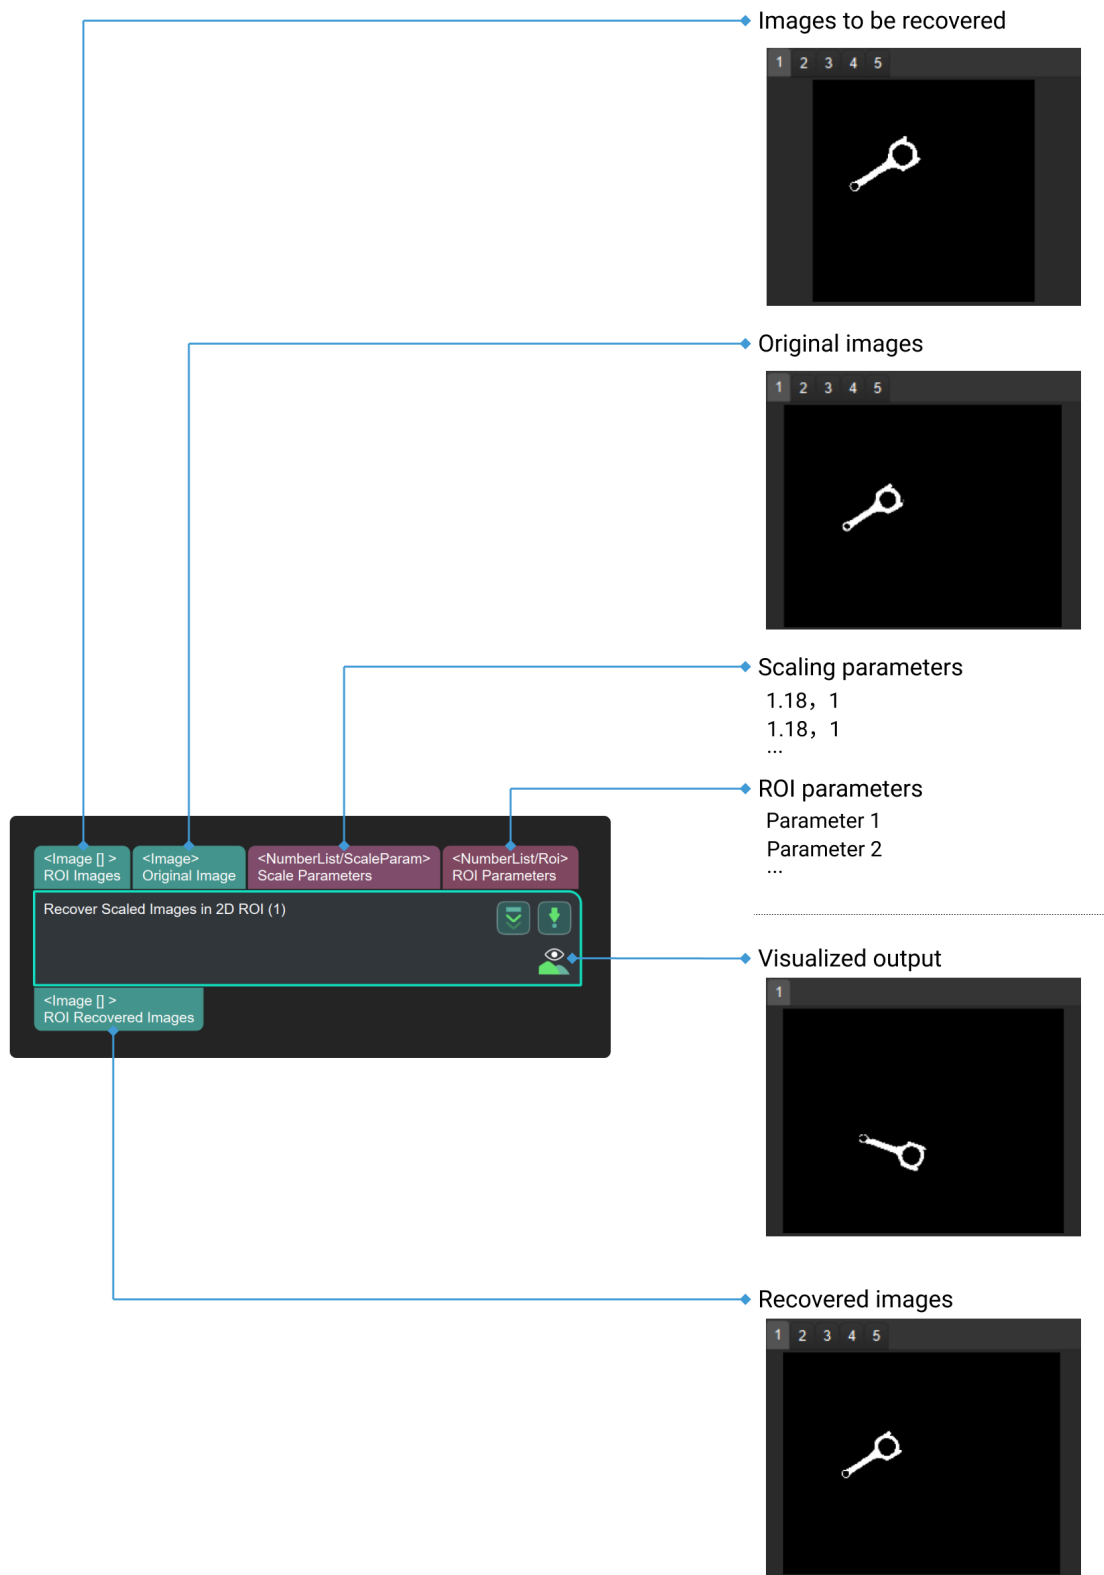 Images to be recovered
1 2 3 4 5
Original images
1 2 3 4 5
Scaling parameters
1.18，1
1.18，1
...
ROI parameters
Parameter 1
Parameter 2
...
<Image [] >
ROI Images
<Image>
Original Image
<NumberList/ScaleParam>
Scale Parameters
<NumberList/Roi>
ROI Parameters
Recover Scaled Images in 2D ROI (1)
<Image [] >
ROI Recovered Images
Visualized output
1
Recovered images
1 2 3 4 5